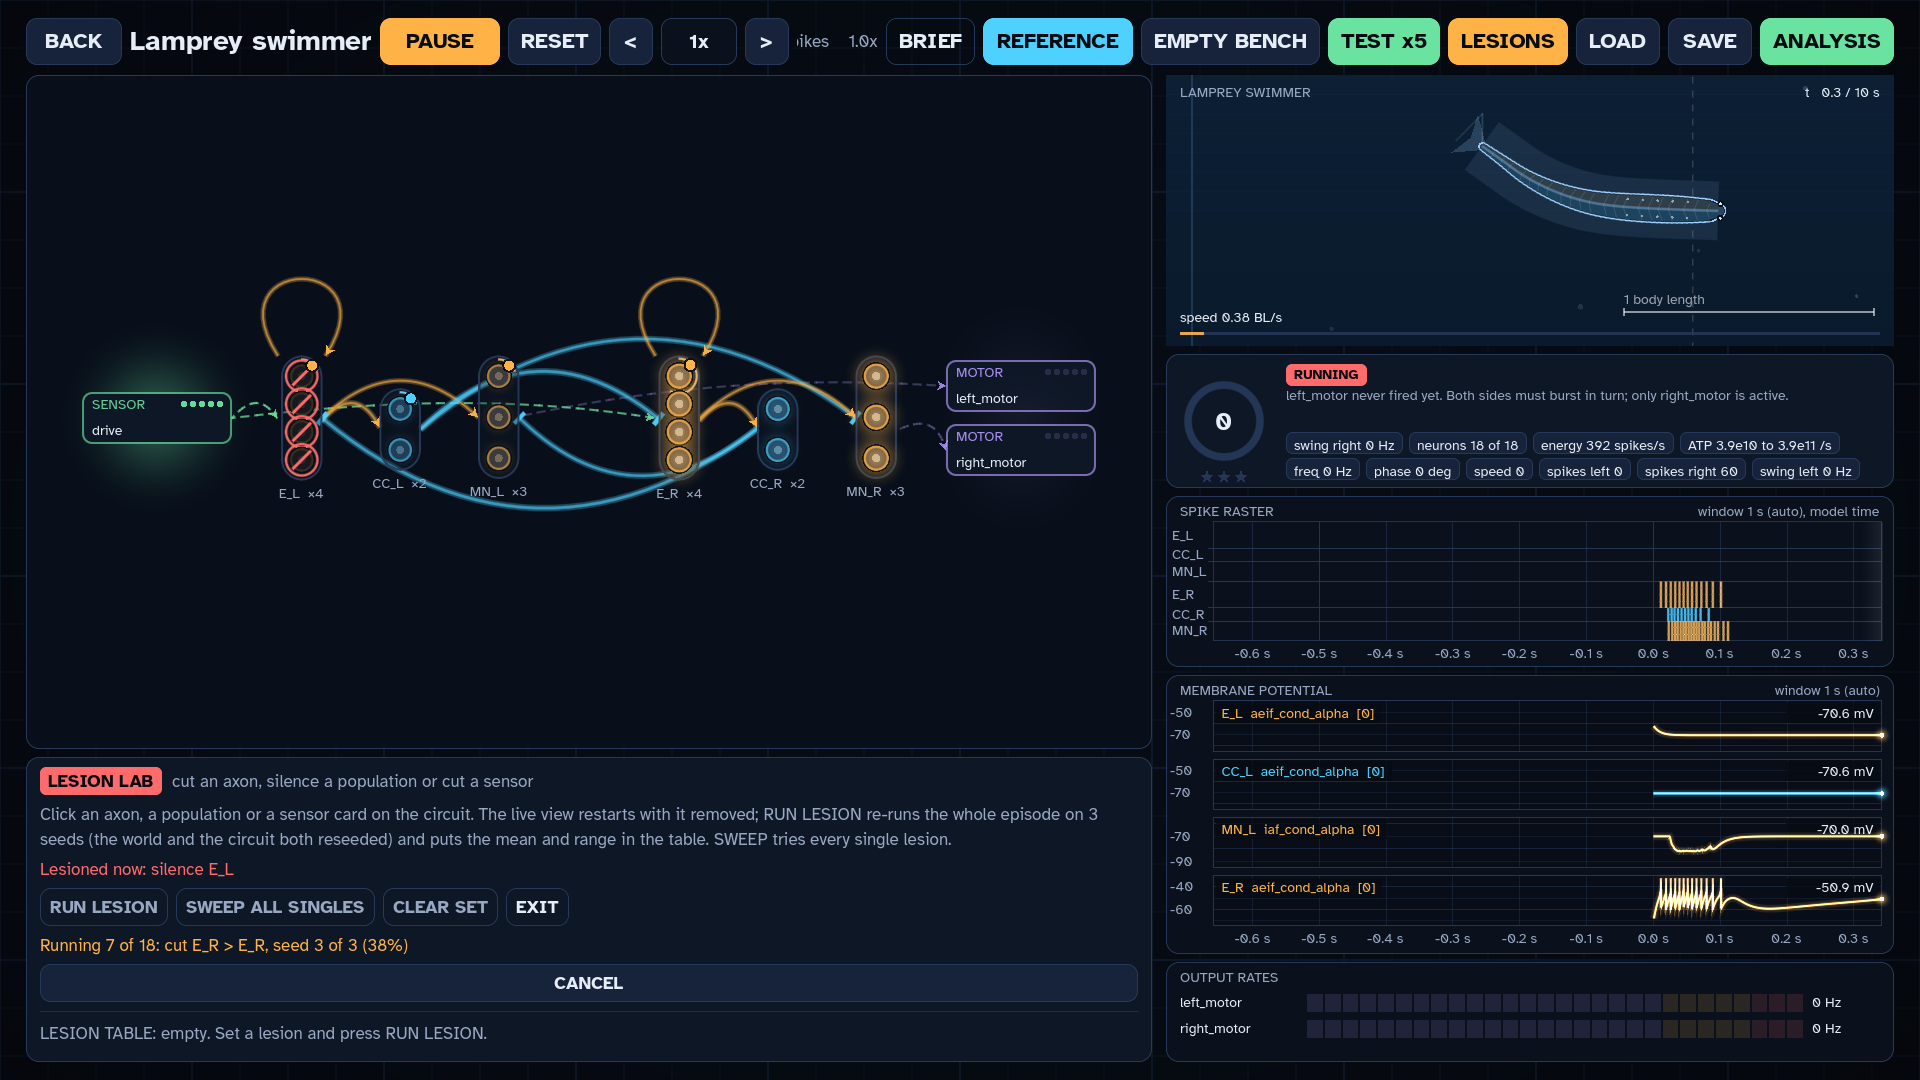 BACK
Lamprey swimmer
PAUSE
RESET
<
1x
>
ikes 1.0x
BRIEF
REFERENCE
EMPTY BENCH
TEST x5
LESIONS
LOAD
SAVE
ANALYSIS
SENSOR
drive
E_L ×4
CC_L ×2
MN_L ×3
E_R ×4
CC_R ×2
MN_R ×3
MOTOR
left_motor
MOTOR
right_motor
LAMPREY SWIMMER
t 0.3 / 10 s
1 body length
speed 0.38 BL/s
0
RUNNING
left_motor never fired yet. Both sides must burst in turn; only right_motor is active.
swing right 0 Hz
neurons 18 of 18
energy 392 spikes/s
ATP 3.9e10 to 3.9e11 /s
freq 0 Hz
phase 0 deg
speed 0
spikes left 0
spikes right 60
swing left 0 Hz
SPIKE RASTER
window 1 s (auto), model time
E_L
CC_L
MN_L
E_R
CC_R
MN_R
-0.6 s -0.5 s -0.4 s -0.3 s -0.2 s -0.1 s 0.0 s 0.1 s 0.2 s 0.3 s
MEMBRANE POTENTIAL
window 1 s (auto)
-50
-70
E_L aeif_cond_alpha [0]
-70.6 mV
-50
-70
CC_L aeif_cond_alpha [0]
-70.6 mV
-70
-90
MN_L iaf_cond_alpha [0]
-70.0 mV
-40
-60
E_R aeif_cond_alpha [0]
-50.9 mV
-0.6 s -0.5 s -0.4 s -0.3 s -0.2 s -0.1 s 0.0 s 0.1 s 0.2 s 0.3 s
OUTPUT RATES
left_motor
0 Hz
right_motor
0 Hz
LESION LAB
cut an axon, silence a population or cut a sensor
Click an axon, a population or a sensor card on the circuit. The live view restarts with it removed; RUN LESION re-runs the whole episode on 3
seeds (the world and the circuit both reseeded) and puts the mean and range in the table. SWEEP tries every single lesion.
Lesioned now: silence E_L
RUN LESION
SWEEP ALL SINGLES
CLEAR SET
EXIT
Running 7 of 18: cut E_R > E_R, seed 3 of 3 (38%)
CANCEL
LESION TABLE: empty. Set a lesion and press RUN LESION.